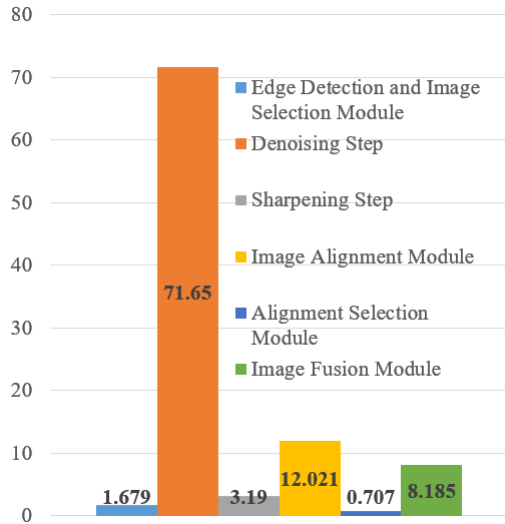 80
70
60
50
40
30
20
10
0
Edge Detection and Image
Selection Module
Denoising Step
Sharpening Step
Image Alignment Module
Alignment Selection
Module
Image Fusion Module
1.679
71.65
3.19
12.021
0.707
8.185